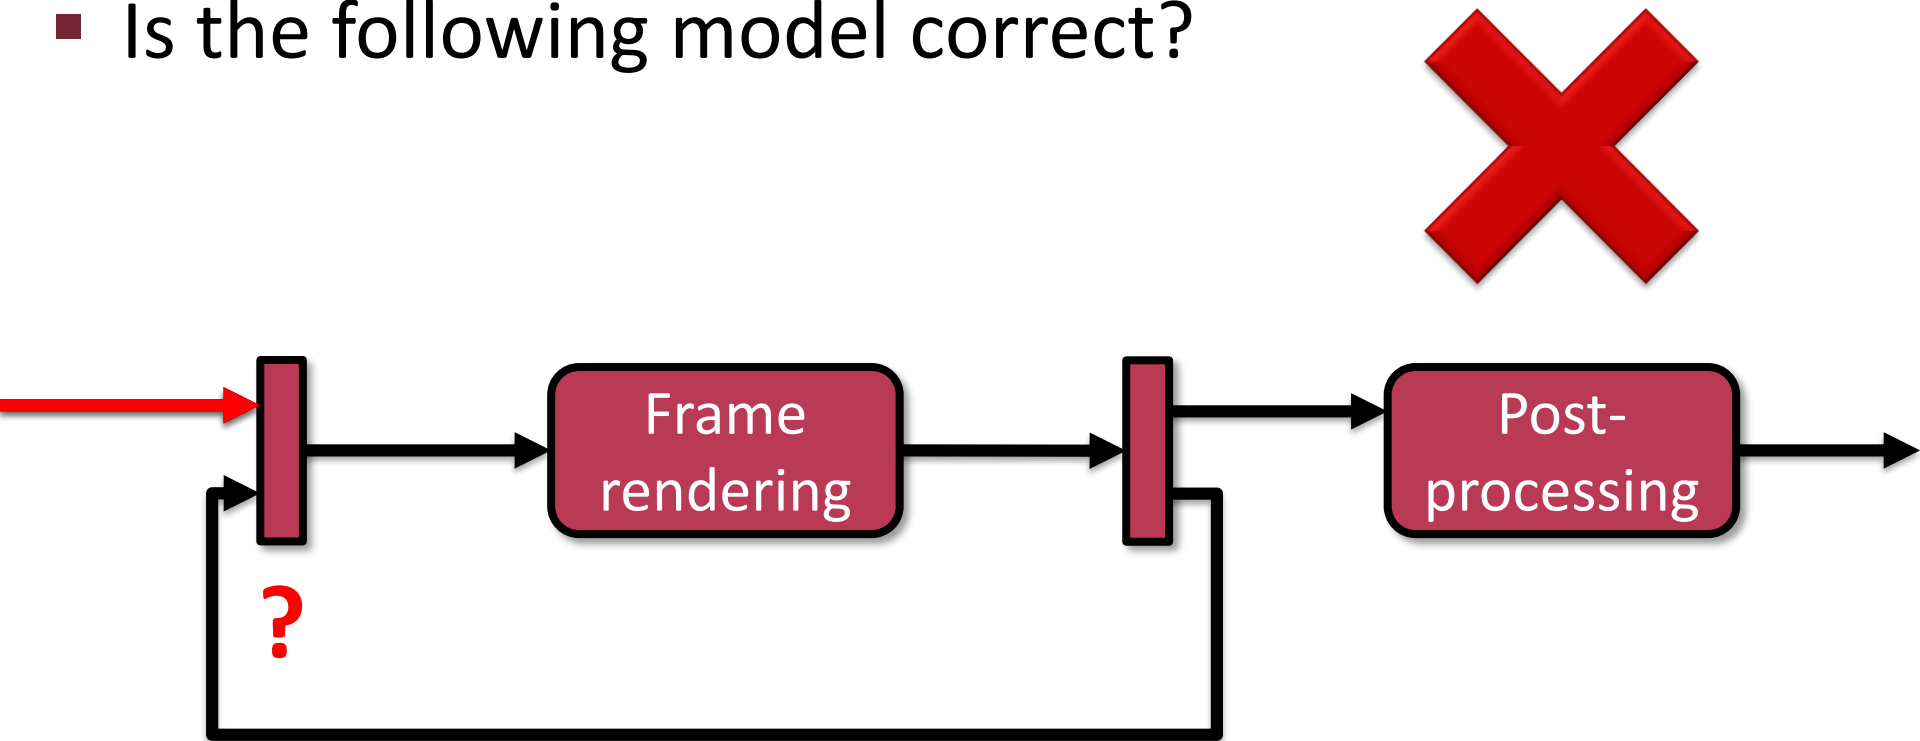 Is the following model correct?
Frame
rendering
Post-
processing
?